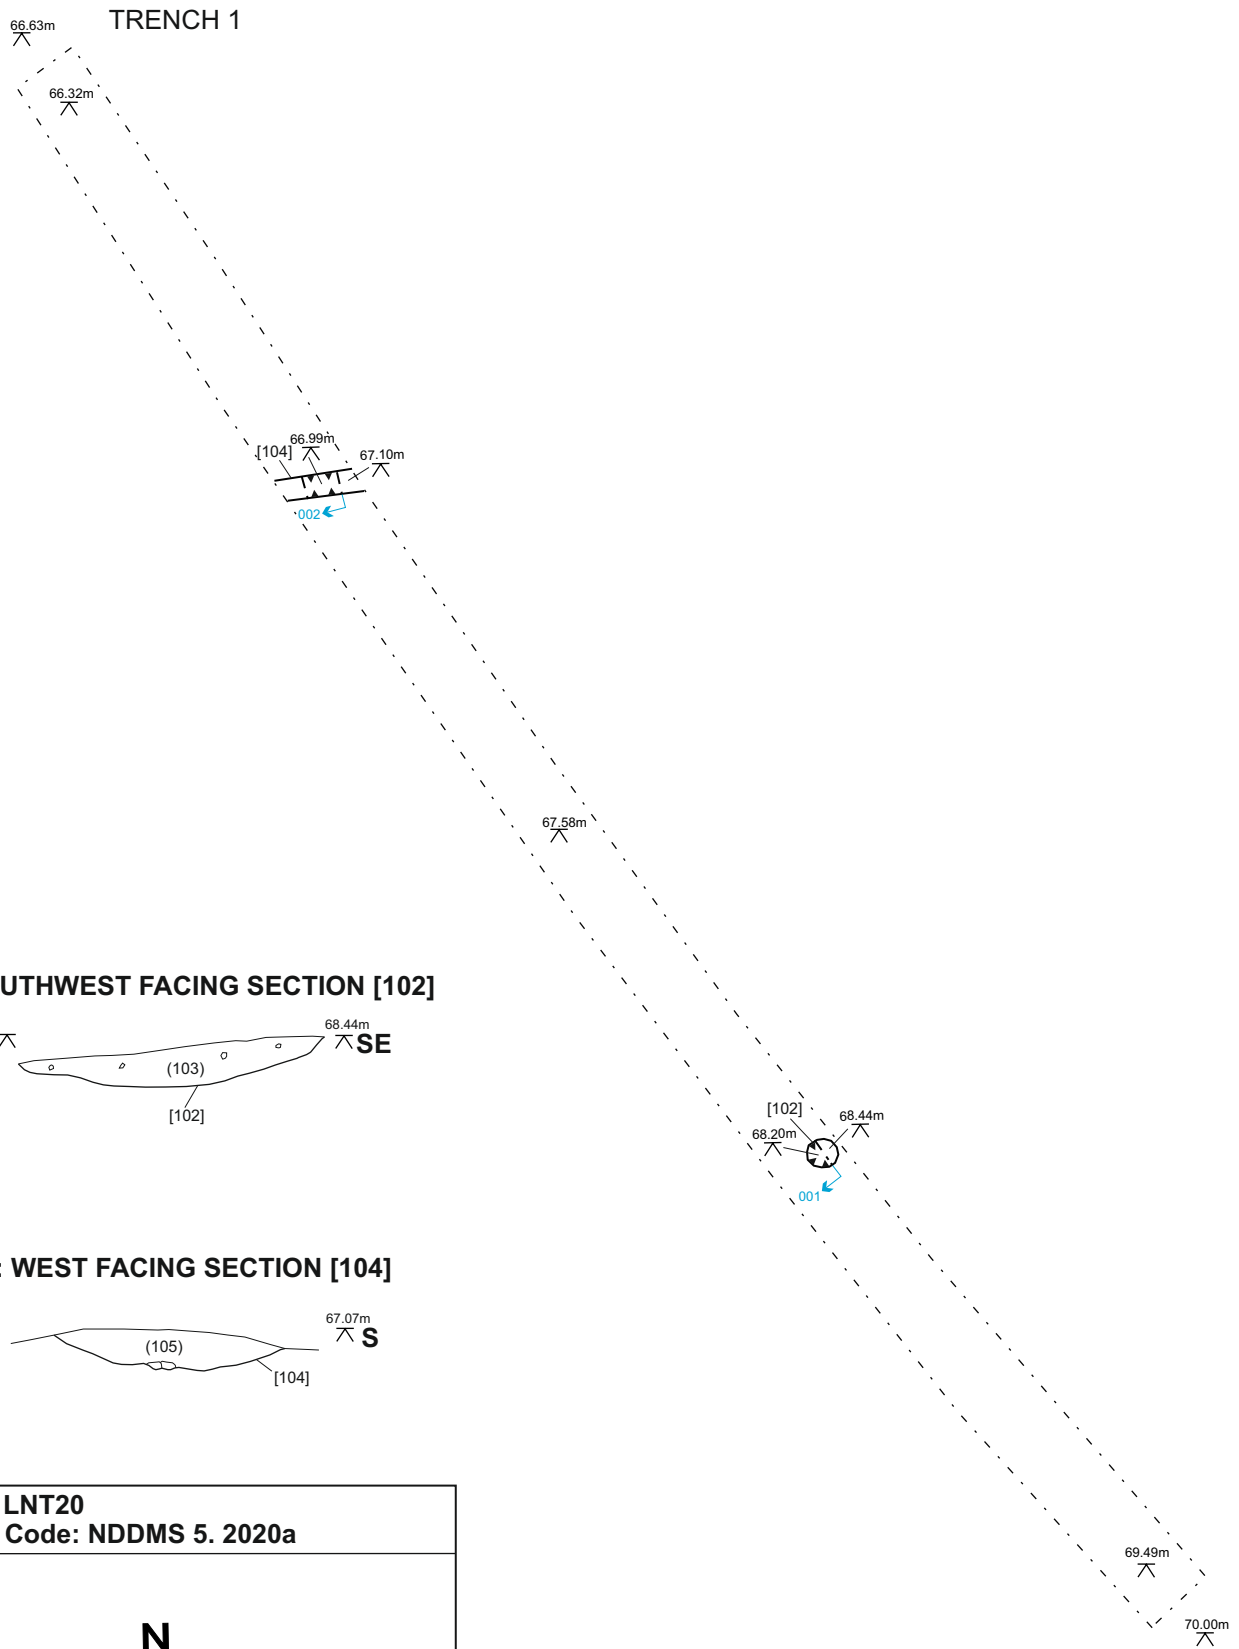 TRENCH 1
66.63m
66.32m
[104]
66.99m
67.10m
002
67.58m
UTHWEST FACING SECTION [102]
68.44m
SE
(103)
[102]
[102]
68.44m
68.20m
001
WEST FACING SECTION [104]
67.07m
S
(105)
[104]
LNT20
Code: NDDMS 5. 2020a
N
69.49m
70.00m